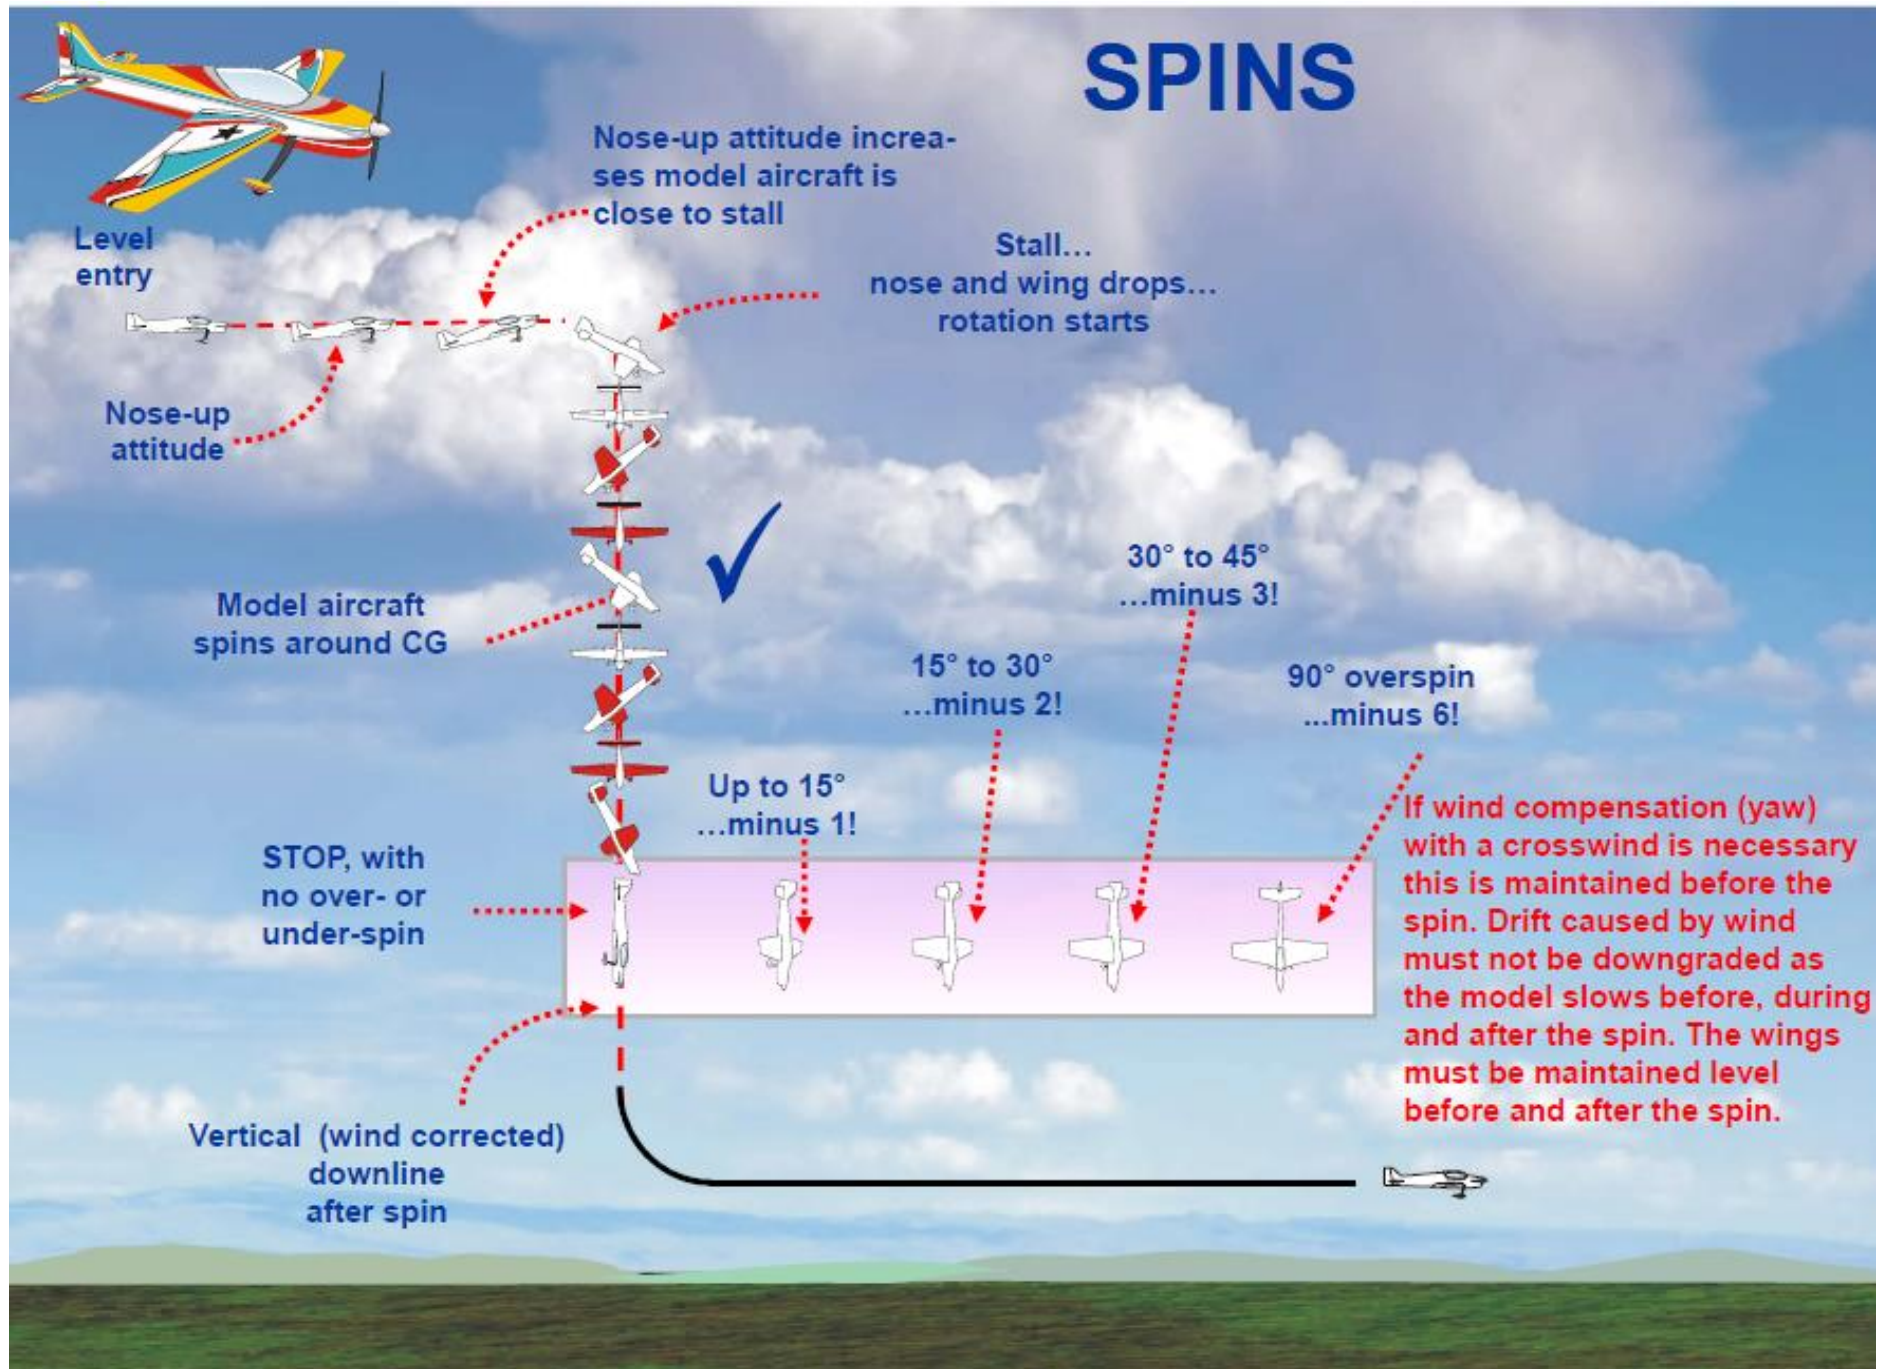 SPINS
Nose-up attitude increa-
ses model aircraft is
close to stall
Level
entry
Stall...
nose and wing drops...
rotation starts
Nose-up
attitude
30° to 45°
...minus 3!
Model aircraft
spins around CG
15° to 30°
...minus 2!
90° overspin
...minus 6!
Up to 15°
...minus 1!
If wind compensation (yaw)
with a crosswind is necessary
this is maintained before the
spin. Drift caused by wind
must not be downgraded as
the model slows before, during
and after the spin. The wings
must be maintained level
before and after the spin.
STOP, with
no over- or
under-spin
Vertical (wind corrected)
downline
after spin